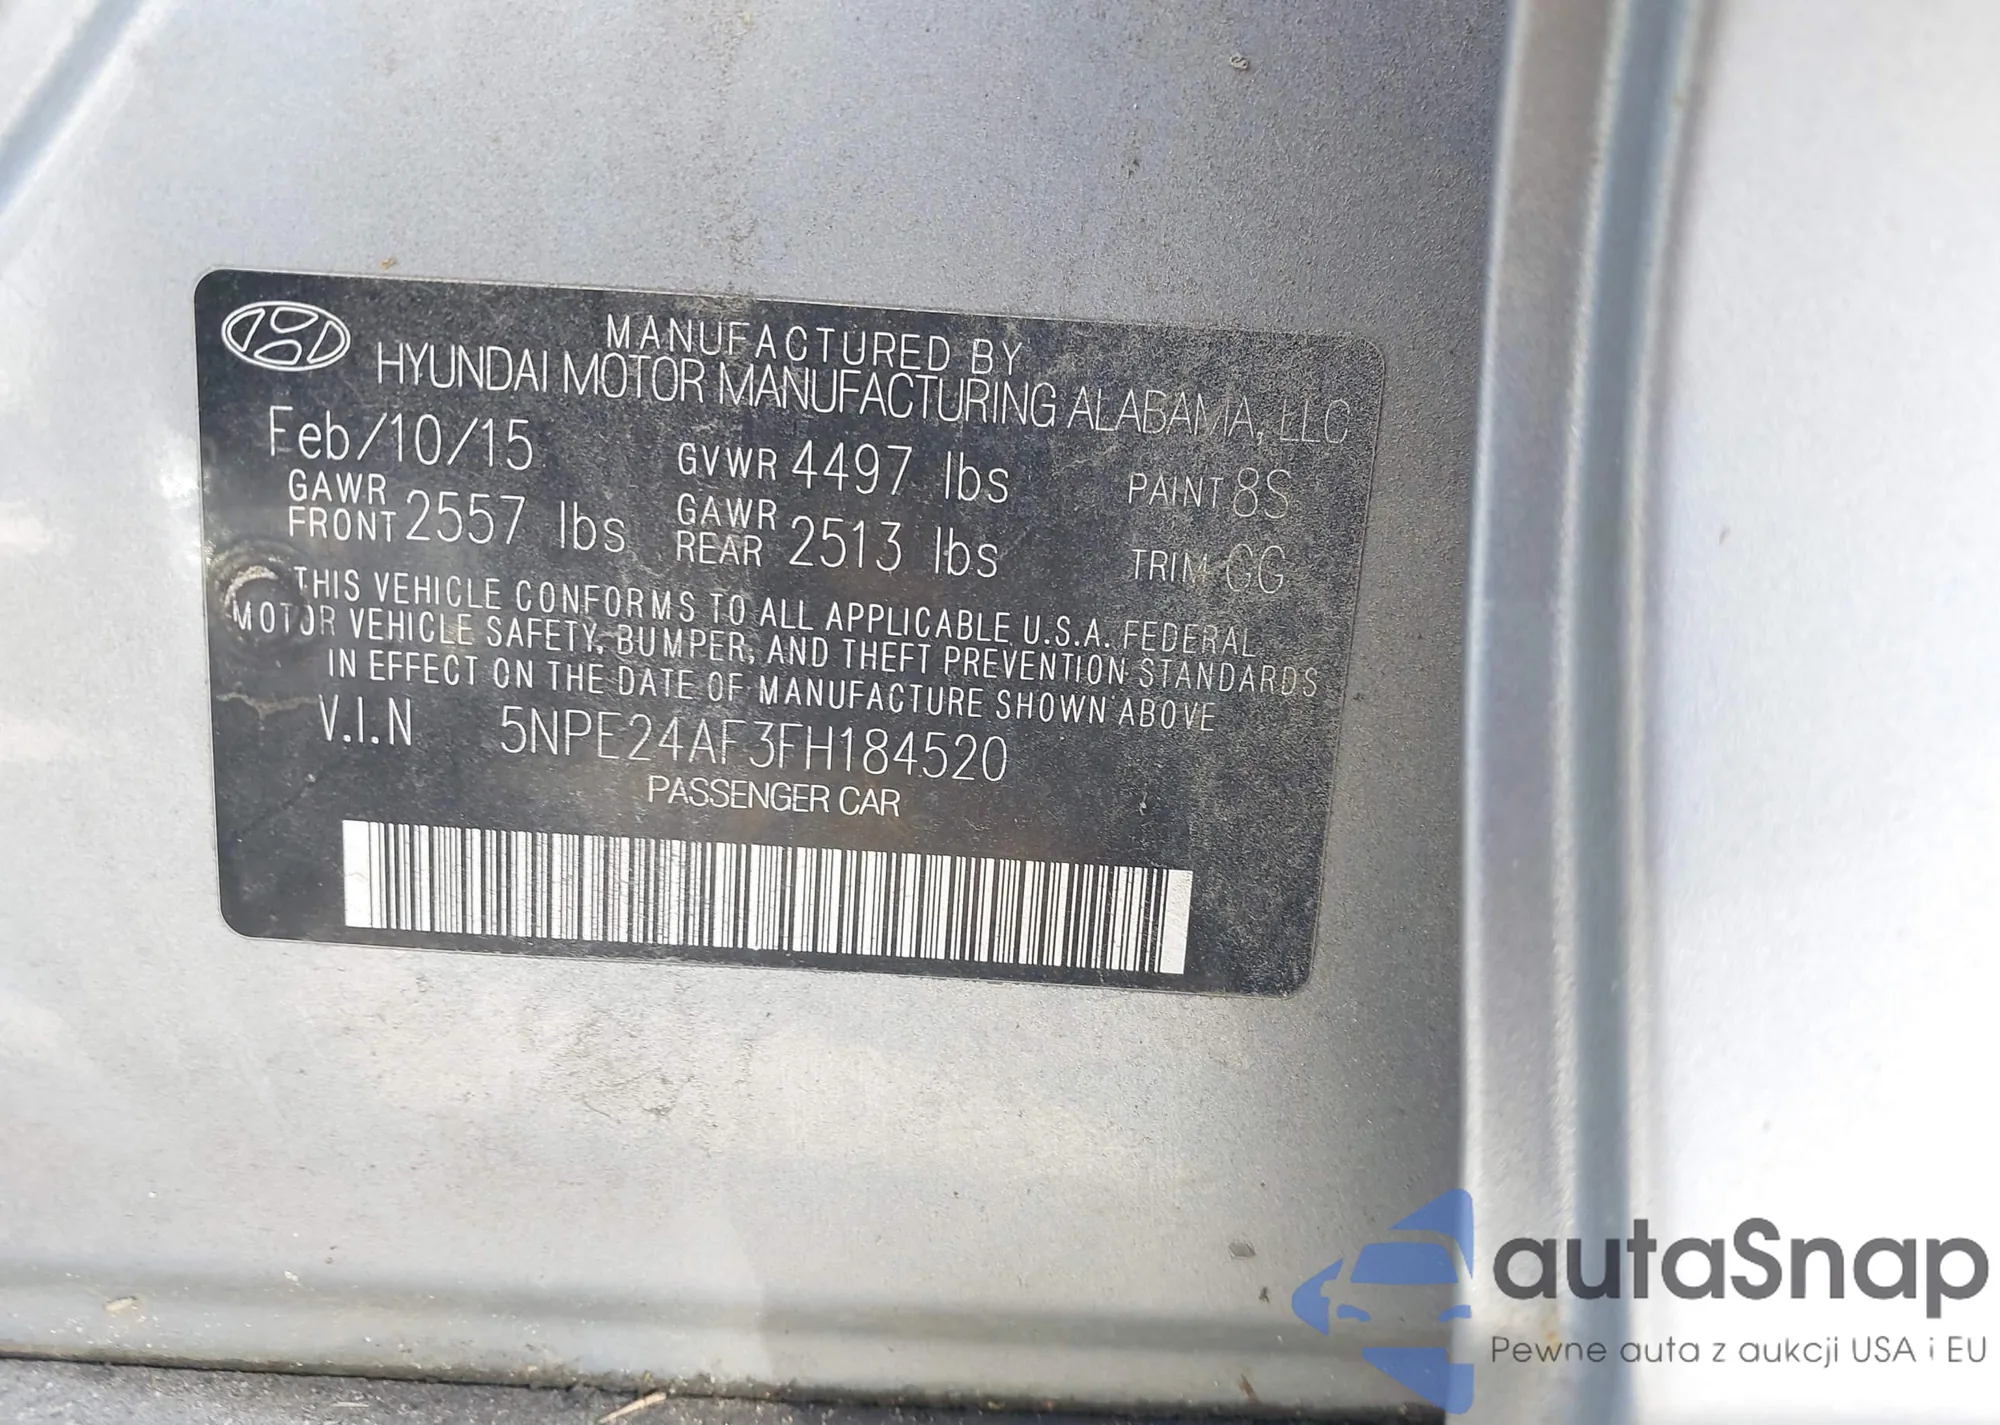 MANUFACTURED BY
HYUNDAI MOTOR MANUFACTURING ALABAMA, LLC
Feb/10/15 GVWR 4497 lbs PAINT 8S
GAWR FRONT 2557 lbs GAWR REAR 2513 lbs TRIM GG
THIS VEHICLE CONFORMS TO ALL APPLICABLE U.S.A. FEDERAL
MOTOR VEHICLE SAFETY, BUMPER, AND THEFT PREVENTION STANDARDS
IN EFFECT ON THE DATE OF MANUFACTURE SHOWN ABOVE
V.I.N 5NPE24AF3FH184520
PASSENGER CAR
autaSnap
Pewne auta z aukcji USA i EU